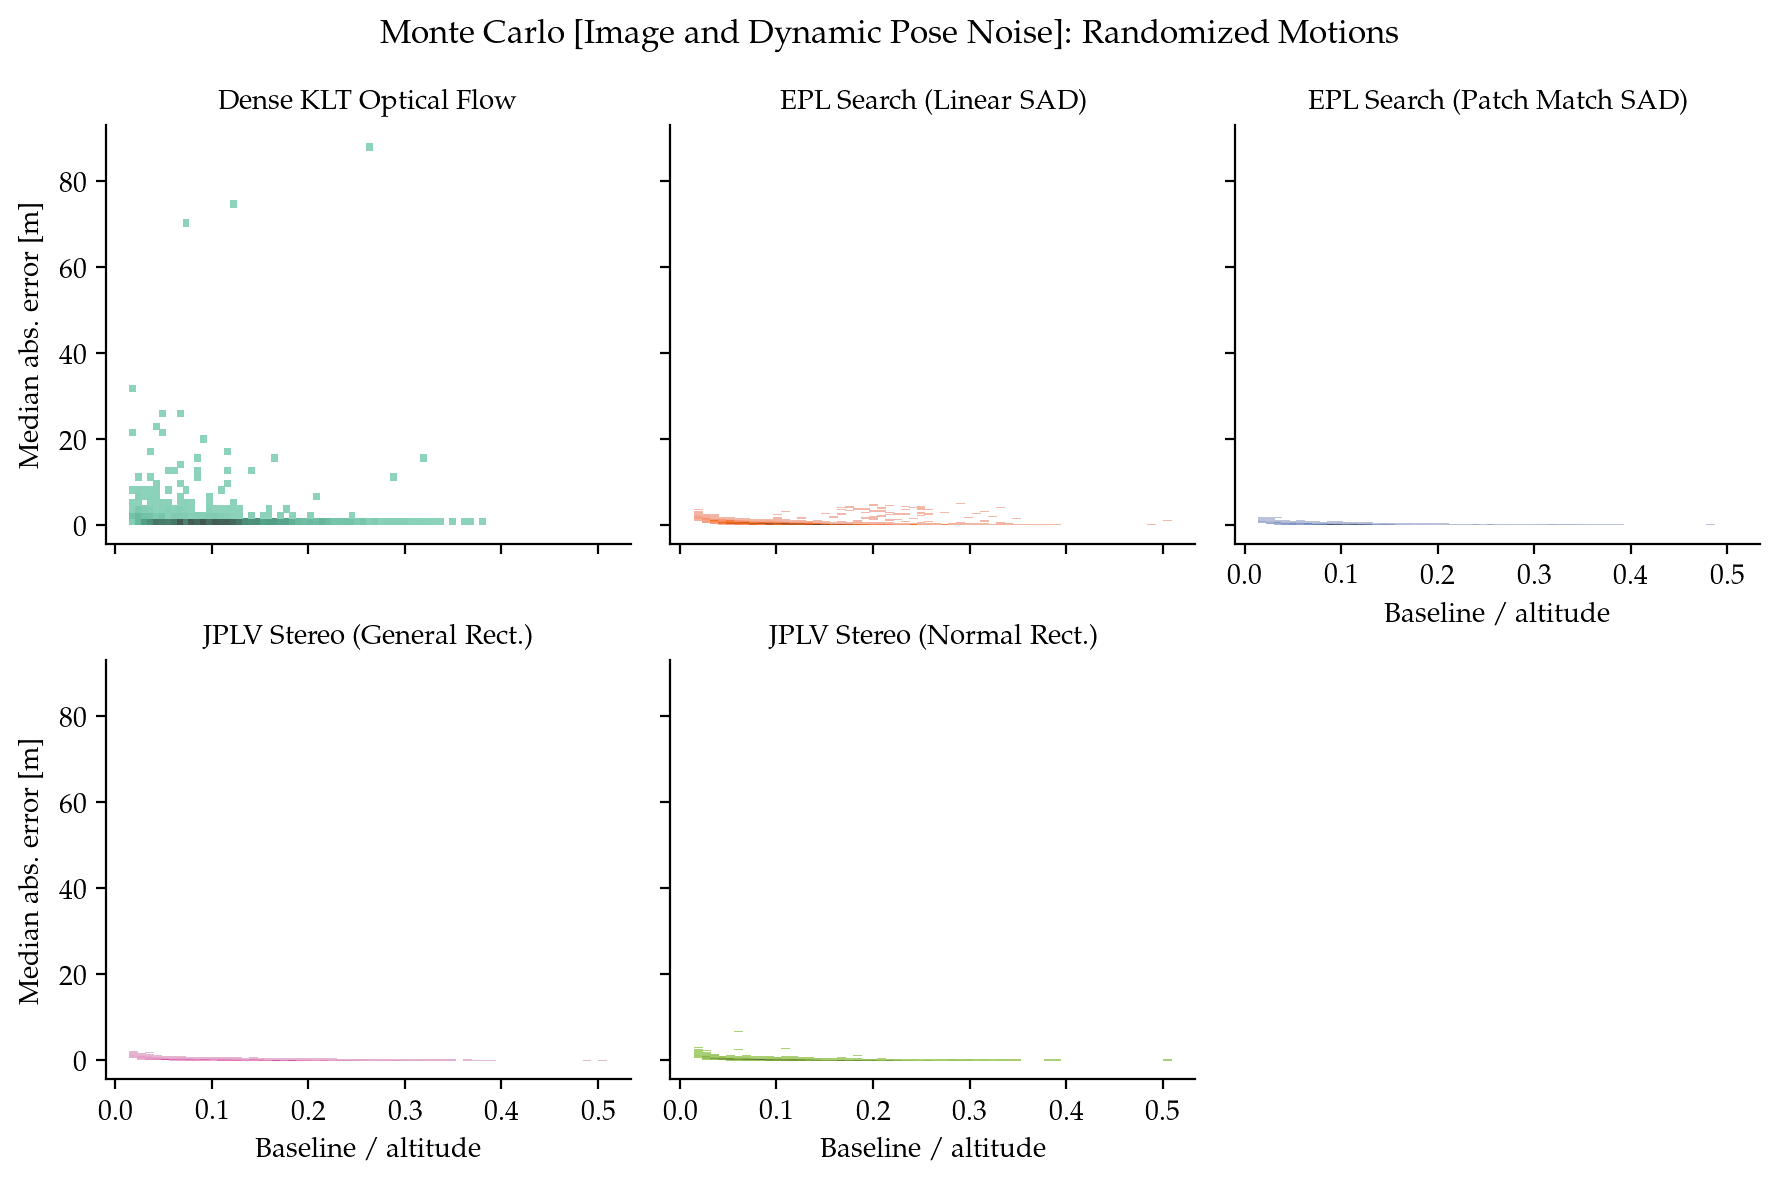 Monte Carlo [Image and Dynamic Pose Noise]: Randomized Motions
Dense KLT Optical Flow
EPL Search (Linear SAD)
EPL Search (Patch Match SAD)
Median abs. error [m]
80
60
40
20
0
0.0 0.1 0.2 0.3 0.4 0.5
Baseline / altitude
JPLV Stereo (General Rect.)
JPLV Stereo (Normal Rect.)
Median abs. error [m]
80
60
40
20
0
0.0 0.1 0.2 0.3 0.4 0.5
Baseline / altitude
0.0 0.1 0.2 0.3 0.4 0.5
Baseline / altitude